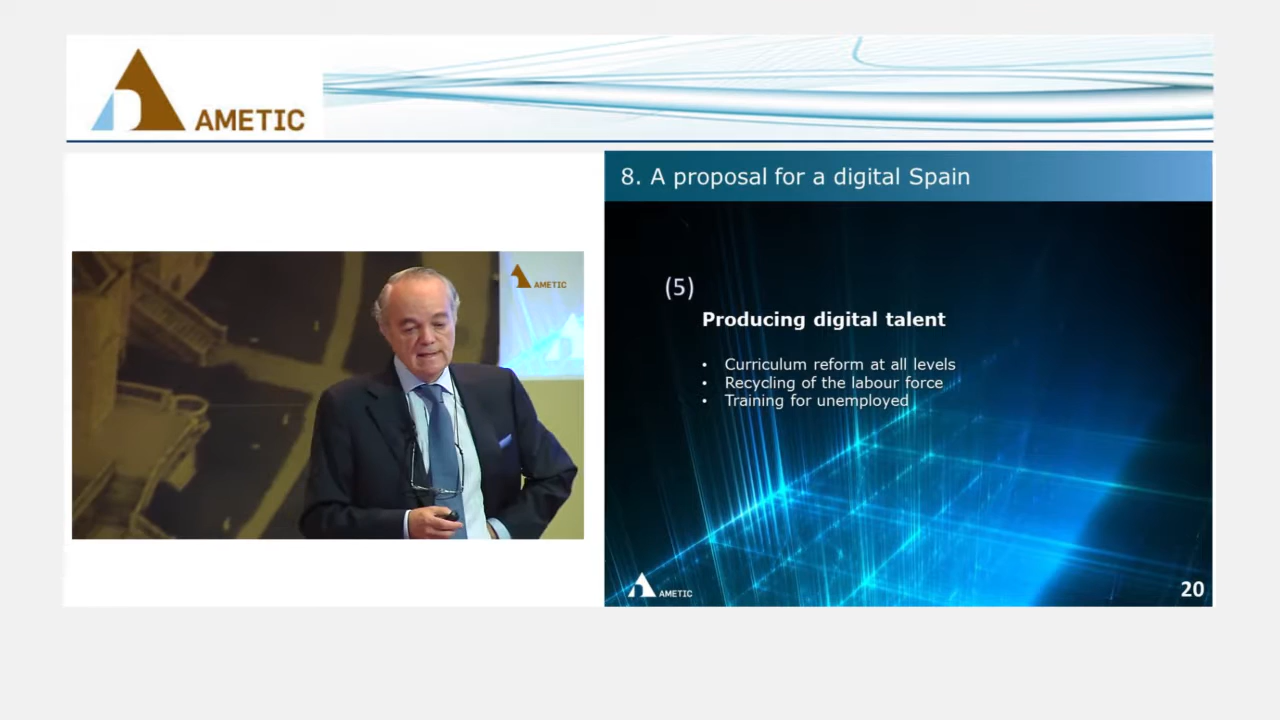 AMETIC
AMETIC
8. A proposal for a digital Spain
(5)
Producing digital talent
• Curriculum reform at all levels
• Recycling of the labour force
• Training for unemployed
AMETIC
20